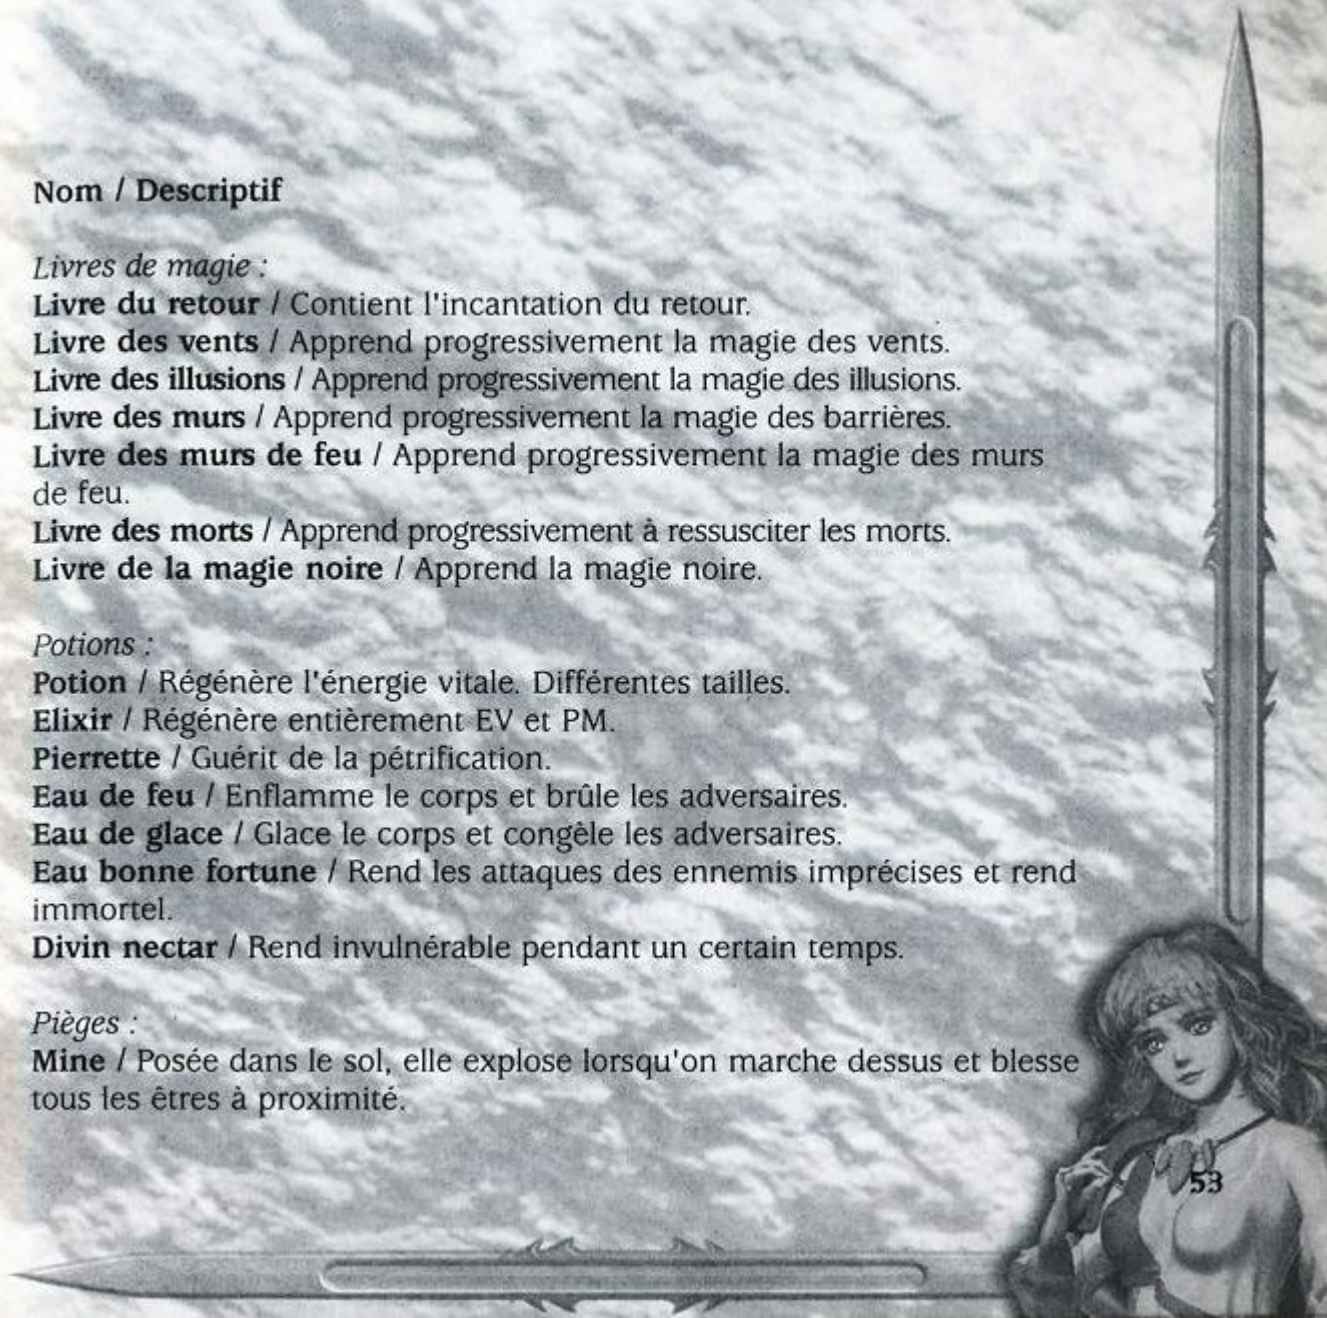 Nom / Descriptif
Livres de magie :
Livre du retour / Contient l'incantation du retour.
Livre des vents / Apprend progressivement la magie des vents.
Livre des illusions / Apprend progressivement la magie des illusions.
Livre des murs / Apprend progressivement la magie des barrières.
Livre des murs de feu / Apprend progressivement la magie des murs
de feu.
Livre des morts / Apprend progressivement à ressusciter les morts.
Livre de la magie noire / Apprend la magie noire.
Potions :
Potion / Régénère l'énergie vitale. Différentes tailles.
Elixir / Régénère entièrement EV et PM.
Pierrette / Guérit de la pétrification.
Eau de feu / Enflamme le corps et brûle les adversaires.
Eau de glace / Glace le corps et congèle les adversaires.
Eau bonne fortune / Rend les attaques des ennemis imprécises et rend
immortel.
Divin nectar / Rend invulnérable pendant un certain temps.
Pièges :
Mine / Posée dans le sol, elle explose lorsqu'on marche dessus et blesse
tous les êtres à proximité.
53